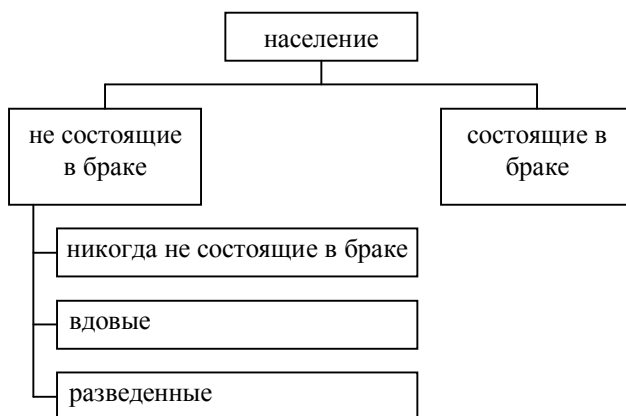 население
не состоящие
в браке
состоящие в
браке
никогда не состоящие в браке
вдовые
разведенные